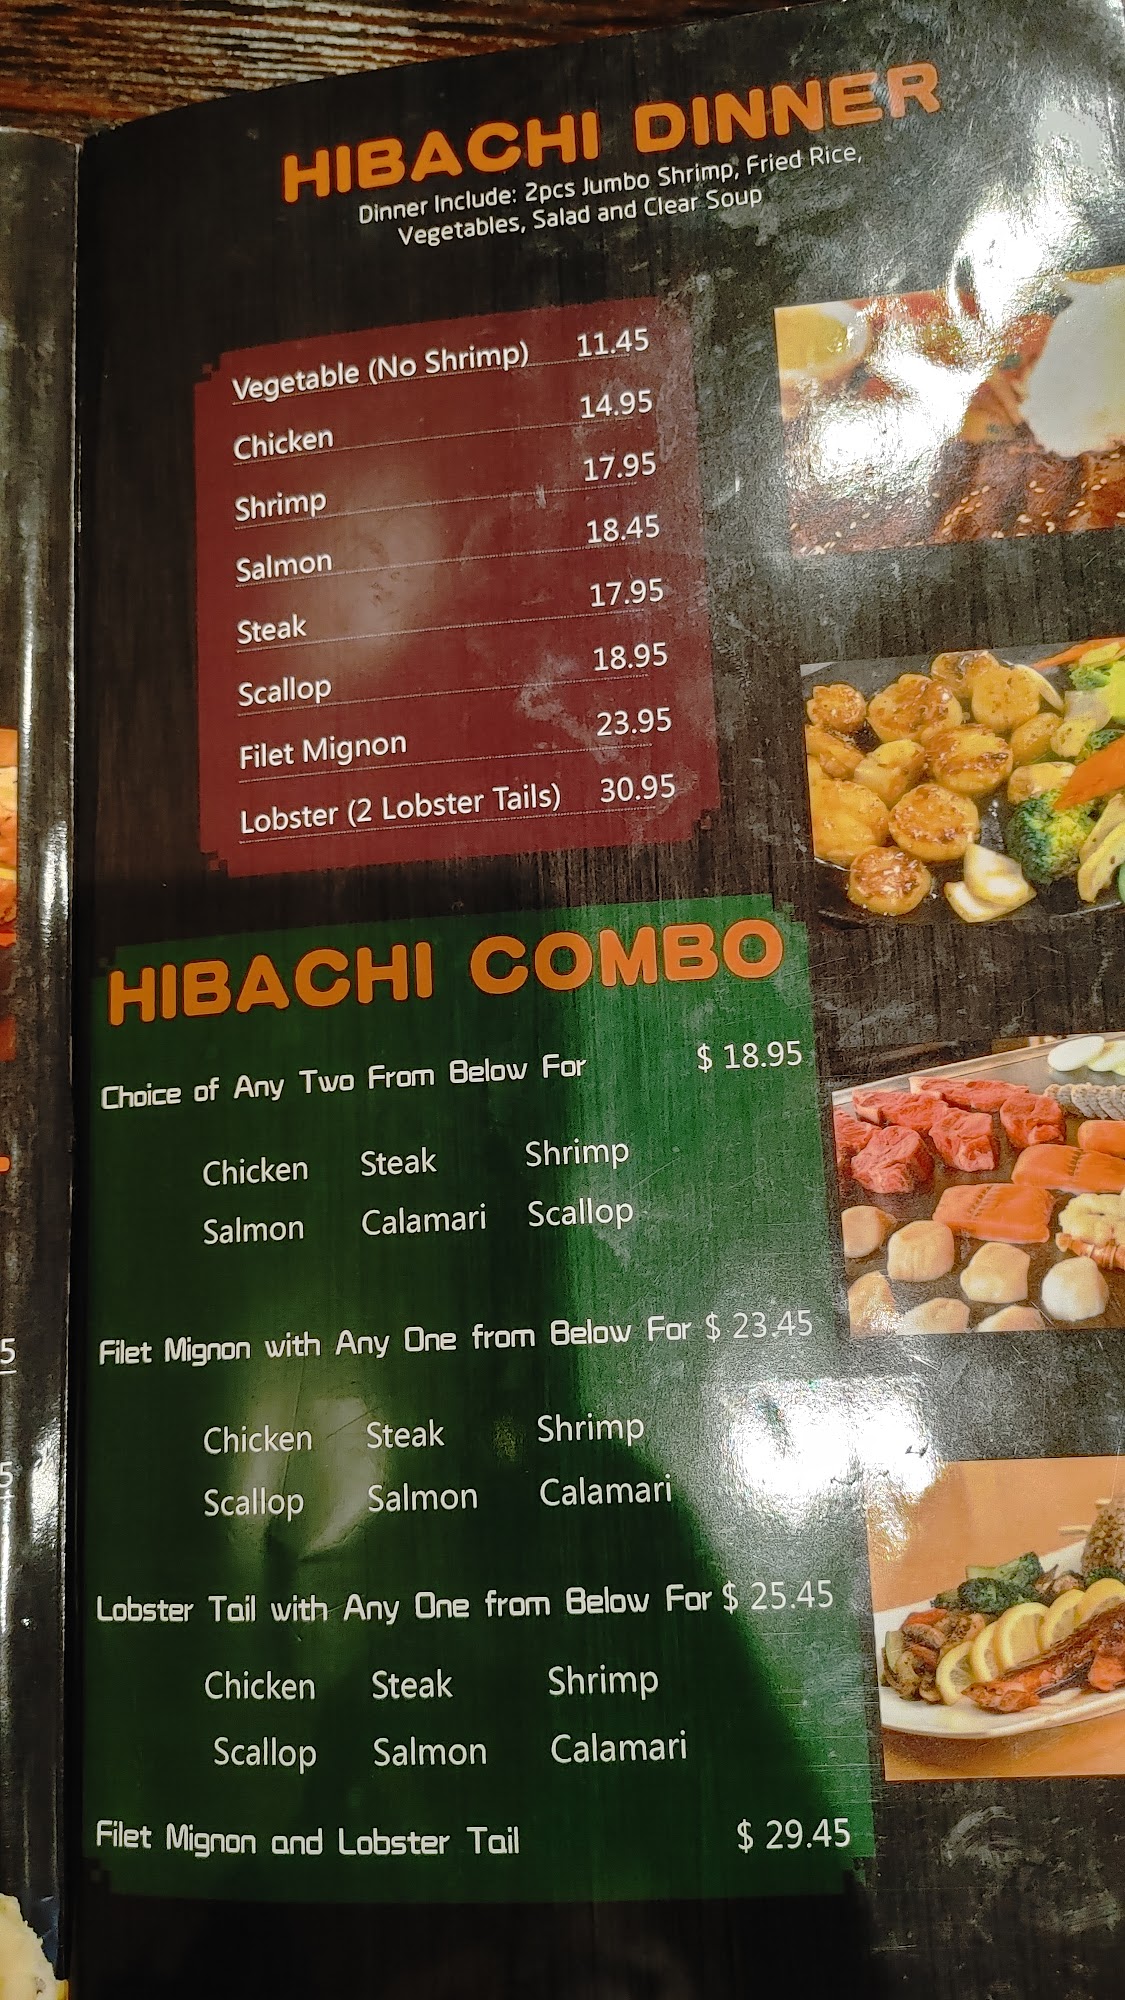 HIBACHI DINNER
Dinner Include: 2pcs Jumbo Shrimp, Fried Rice,
Vegetables, Salad and Clear Soup
Vegetable (No Shrimp) 11.45
Chicken 14.95
Shrimp 17.95
Salmon 18.45
Steak 17.95
Scallop 18.95
Filet Mignon 23.95
Lobster (2 Lobster Tails) 30.95
HIBACHI COMBO
Choice of Any Two From Below For $ 18.95
Chicken Steak Shrimp
Salmon Calamari Scallop
Filet Mignon with Any One from Below For $ 23.45
Chicken Steak Shrimp
Scallop Salmon Calamari
Lobster Tail with Any One from Below For $ 25.45
Chicken Steak Shrimp
Scallop Salmon Calamari
Filet Mignon and Lobster Tail $ 29.45